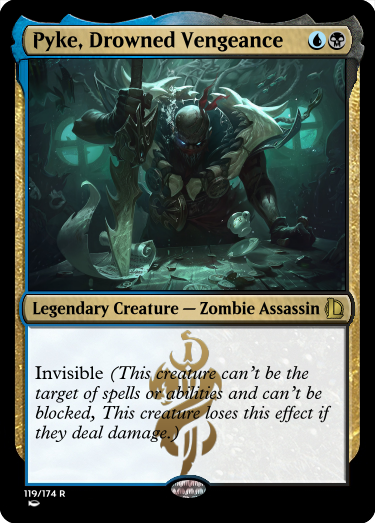 Pyke, Drowned Vengeance
Legendary Creature — Zombie Assassin
Invisible (This creature can't be the
target of spells or abilities and can't be
blocked, This creature loses this effect if
they deal damage.)
119/174 R